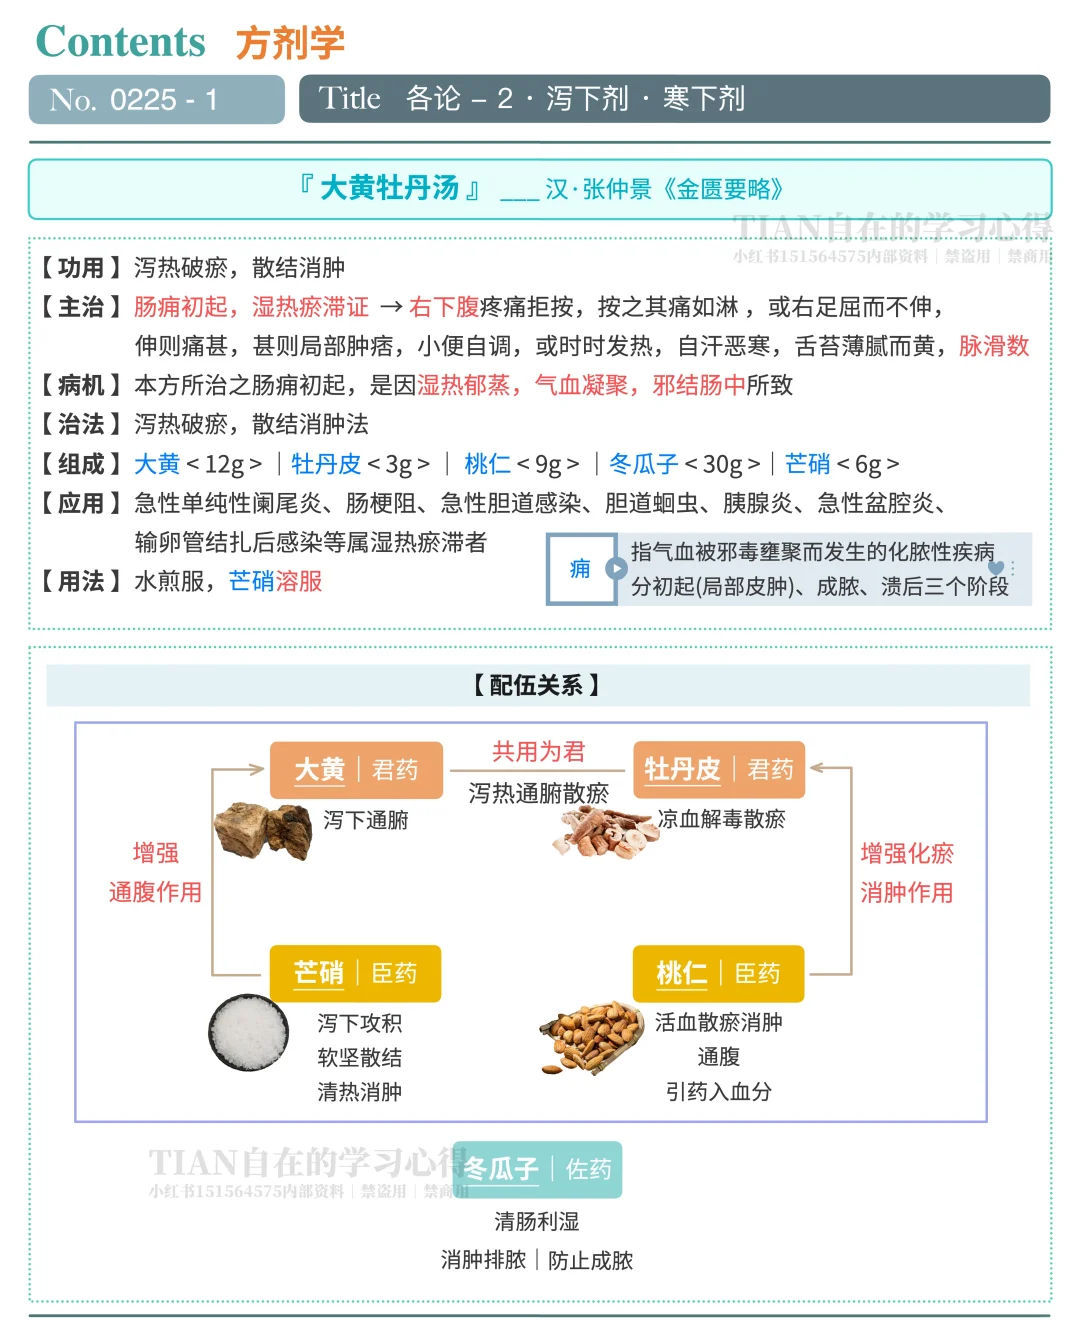 Contents 方剂学
No. 0225 - 1
Title 各论 – 2 · 泻下剂 · 寒下剂
『 大黄牡丹汤 』 ___ 汉·张仲景《金匮要略》
TIAN自在的学习心得
小红书151564575内部资料｜禁盗用｜禁商用
【 功用 】泻热破瘀，散结消肿
【 主治 】肠痈初起，湿热瘀滞证 → 右下腹疼痛拒按，按之其痛如淋 ，或右足屈而不伸，
伸则痛甚，甚则局部肿痞，小便自调，或时时发热，自汗恶寒，舌苔薄腻而黄，脉滑数
【 病机 】本方所治之肠痈初起，是因湿热郁蒸，气血凝聚，邪结肠中所致
【 治法 】泻热破瘀，散结消肿法
【 组成 】大黄 < 12g > ｜牡丹皮 < 3g > ｜ 桃仁 < 9g > ｜冬瓜子 < 30g >｜芒硝 < 6g >
【 应用 】急性单纯性阑尾炎、肠梗阻、急性胆道感染、胆道蛔虫、胰腺炎、急性盆腔炎、
输卵管结扎后感染等属湿热瘀滞者
【 用法 】水煎服，芒硝溶服
痈
指气血被邪毒壅聚而发生的化脓性疾病
分初起(局部皮肿)、成脓、溃后三个阶段
【 配伍关系 】
大黄｜君药
共用为君
泻热通腑散瘀
牡丹皮｜君药
泻下通腑
凉血解毒散瘀
增强
通腹作用
增强化瘀
消肿作用
芒硝｜臣药
桃仁｜臣药
泻下攻积
软坚散结
清热消肿
活血散瘀消肿
通腹
引药入血分
TIAN自在的学习心得
小红书151564575内部资料｜禁盗用｜禁商用
冬瓜子｜佐药
清肠利湿
消肿排脓｜防止成脓